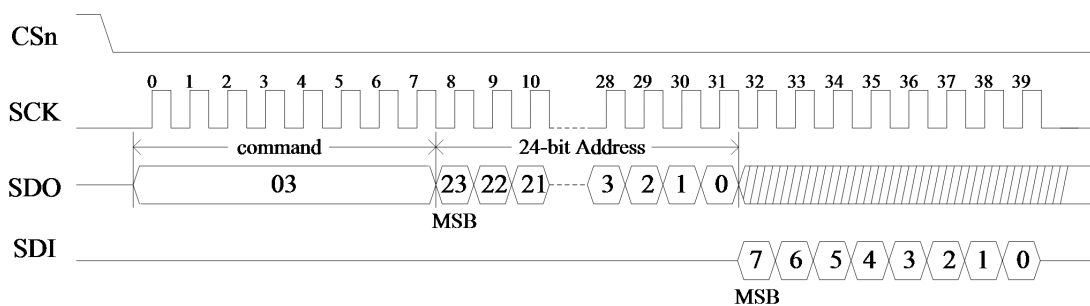 CSn
0 1 2 3 4 5 6 7 8 9 10 28 29 30 31 32 33 34 35 36 37 38 39
SCK
command 24-bit Address
SDO 03 23 22 21 3 2 1 0
MSB
SDI 7 6 5 4 3 2 1 0
MSB